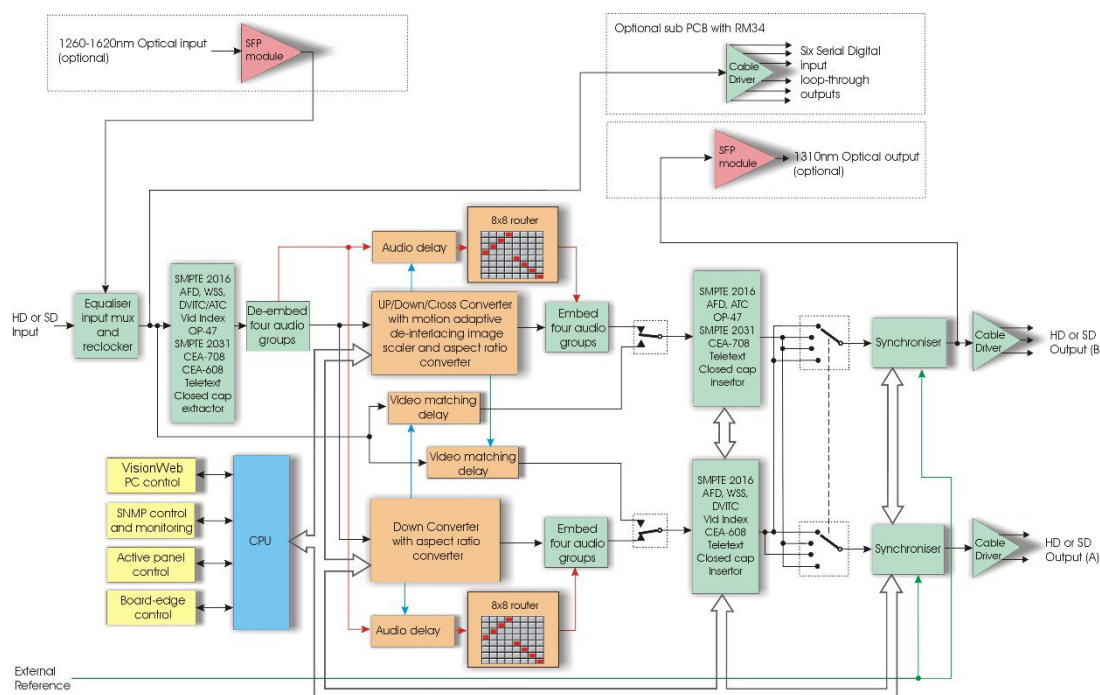 1260-1620nm Optical input
(optional)
SFP
module
Optional sub PCB with RM34
Cable
Driver
Six Serial Digital
input
loop-through
outputs
SFP
module
1310nm Optical output
(optional)
HD or SD
Input
Equaliser
input mux
and
reclocker
SMPTE 2016
AFD, WSS,
DVITC/ATC
Vid Index
OP-47
SMPTE 2031
CEA-708
CEA-608
Teletext
Closed cap
extractor
De-embed
four audio
groups
Audio delay
8x8 router
UP/Down/Cross Converter
with motion adaptive
de-interlacing image
scaler and aspect ratio
converter
Embed
four audio
groups
Video matching
delay
Video matching
delay
SMPTE 2016
AFD, ATC
OP-47
SMPTE 2031
CEA-708
Teletext
Closed cap
Insertor
Synchroniser
Cable
Driver
HD or SD
Output (B
VisionWeb
PC control
SNMP control
and monitoring
Active panel
control
Board-edge
control
CPU
Down Converter
with aspect ratio
converter
Embed
four audio
groups
Audio delay
8x8 router
SMPTE 2016
AFD, WSS,
DVITC
Vid Index
CEA-608
Teletext
Closed cap
Insertor
Synchroniser
Cable
Driver
HD or SD
Output (A)
External
Reference